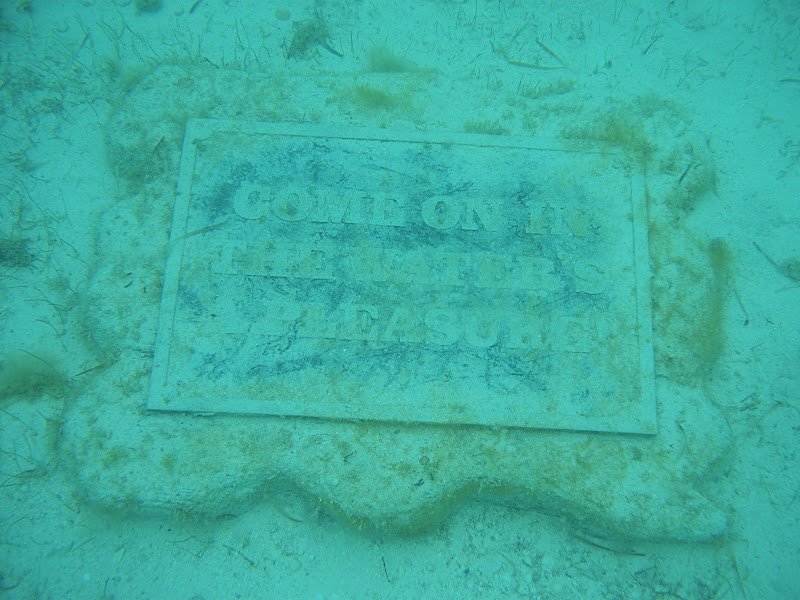 COME ON IN
THE WATER'S
A PLEASURE!